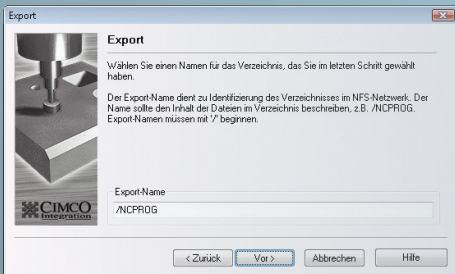 Export
Export
Wählen Sie einen Namen für das Verzeichnis, das Sie im letzten Schritt gewählt
haben.
Der Export-Name dient zu Identifizierung des Verzeichnisses im NFS-Netzwerk. Der
Name sollte den Inhalt der Dateien im Verzeichnis beschreiben, z.B. /NCPROG.
Export-Namen müssen mit '/' beginnen.
CIMCO
Integration
Export-Name
/NCPROG
< Zurück
Vor >
Abbrechen
Hilfe